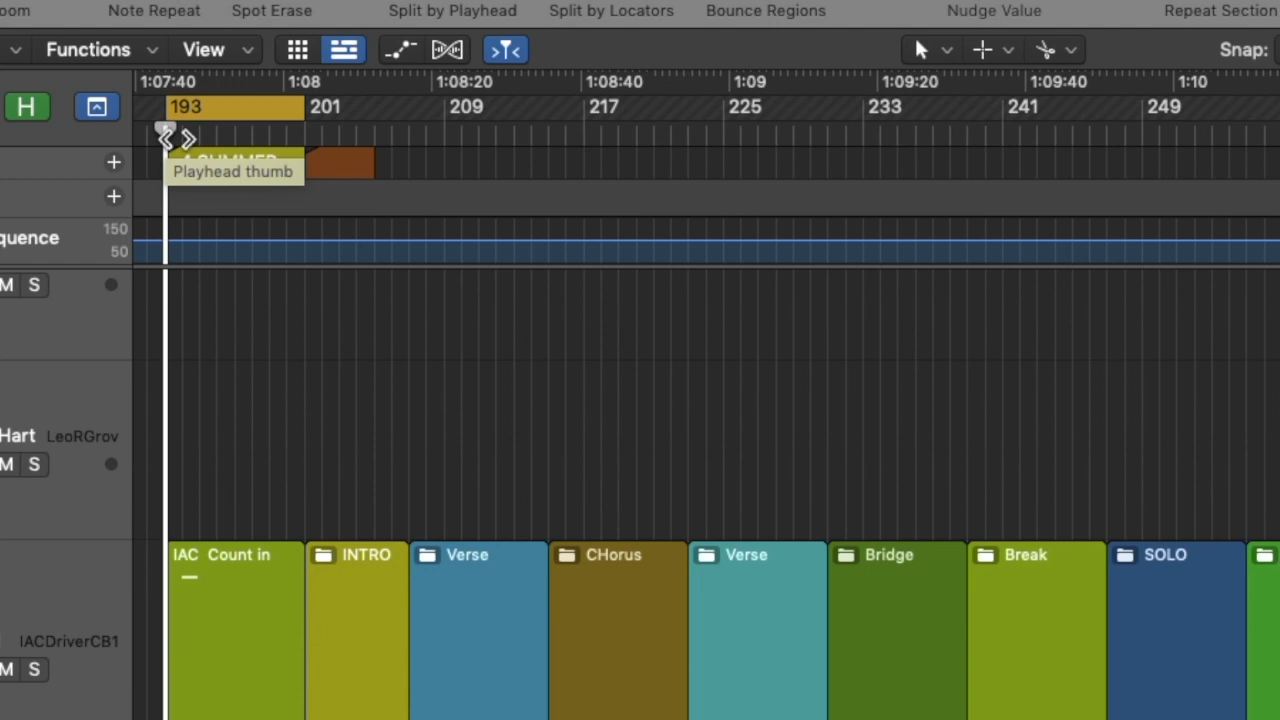 oom Note Repeat Spot Erase Split by Playhead Split by Locators Bounce Regions Nudge Value Repeat Section
Functions View Snap:
1:07:40 1:08 1:08:20 1:08:40 1:09 1:09:20 1:09:40 1:10
H
193 201 209 217 225 233 241 249
4 SUMMER
Playhead thumb
quence 150
50
M S
Hart LeoRGrov
M S
IAC Count in INTRO Verse CHorus Verse Bridge Break SOLO
IACDriverCB1
M S